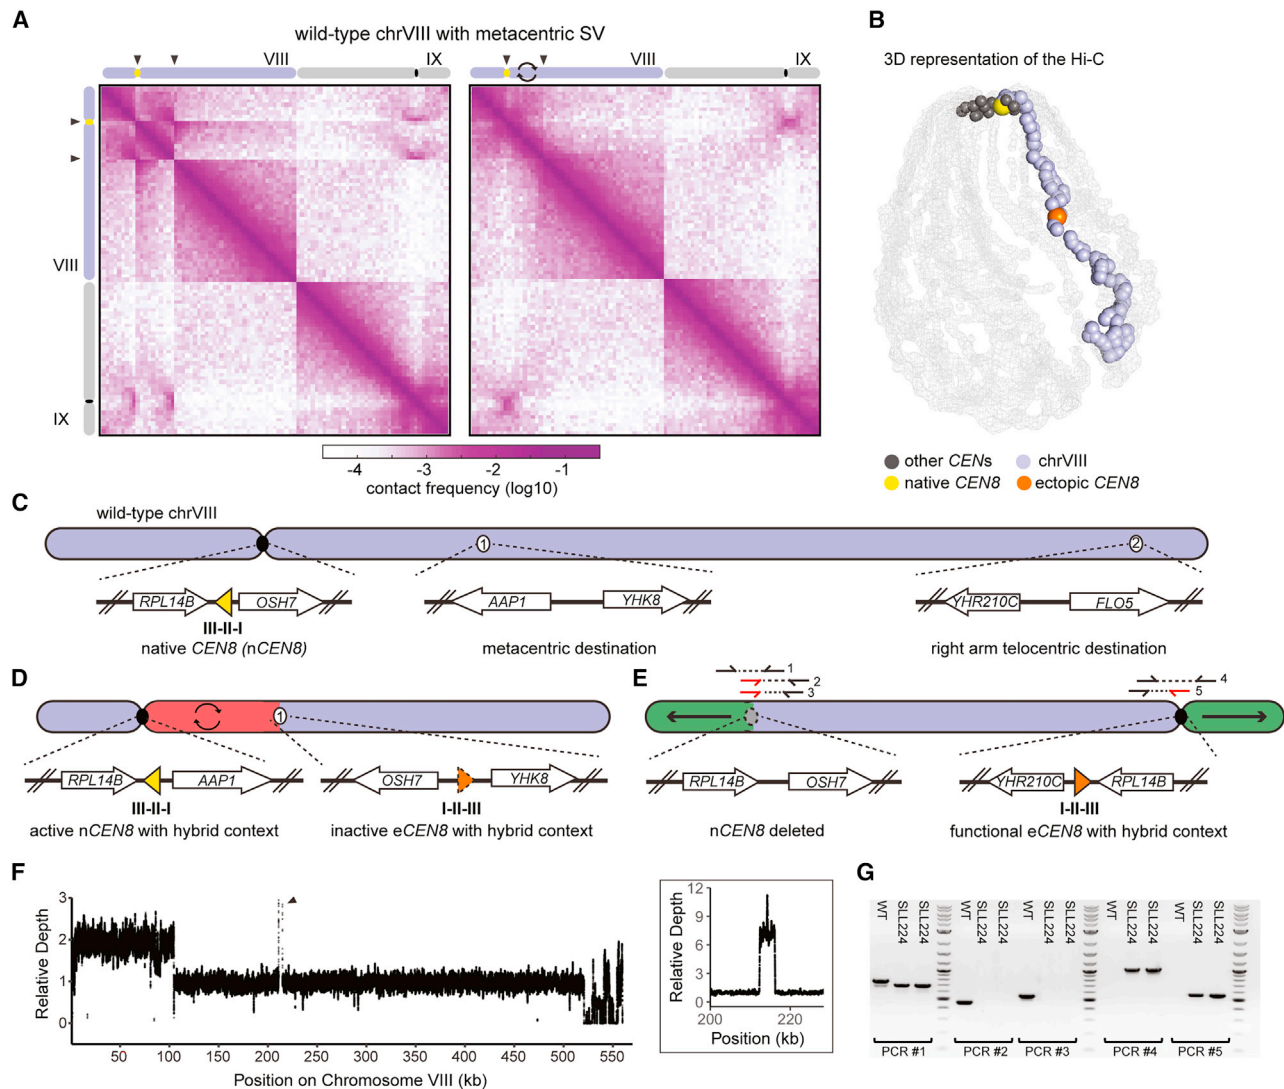 A
wild-type chrVIII with metacentric SV
VIII
IX
VIII
IX
VIII
IX
-4
-3
-2
-1
contact frequency (log10)
B
3D representation of the Hi-C
other CENs
chrVIII
native CEN8
ectopic CEN8
C
wild-type chrVIII
1
2
RPL14B
OSH7
III-II-I
native CEN8 (nCEN8)
AAP1
YHK8
metacentric destination
YHR210C
FLO5
right arm telocentric destination
D
1
RPL14B
AAP1
III-II-I
active nCEN8 with hybrid context
OSH7
YHK8
I-II-III
inactive eCEN8 with hybrid context
E
1
2
3
4
5
RPL14B
OSH7
nCEN8 deleted
YHR210C
RPL14B
I-II-III
functional eCEN8 with hybrid context
F
Relative Depth
3
2
1
0
50
100
150
200
250
300
350
400
450
500
550
Position on Chromosome VIII (kb)
Relative Depth
12
9
6
3
0
200
220
Position (kb)
G
WT
SLL224
SLL224
WT
SLL224
SLL224
WT
SLL224
SLL224
WT
SLL224
SLL224
WT
SLL224
SLL224
PCR #1
PCR #2
PCR #3
PCR #4
PCR #5